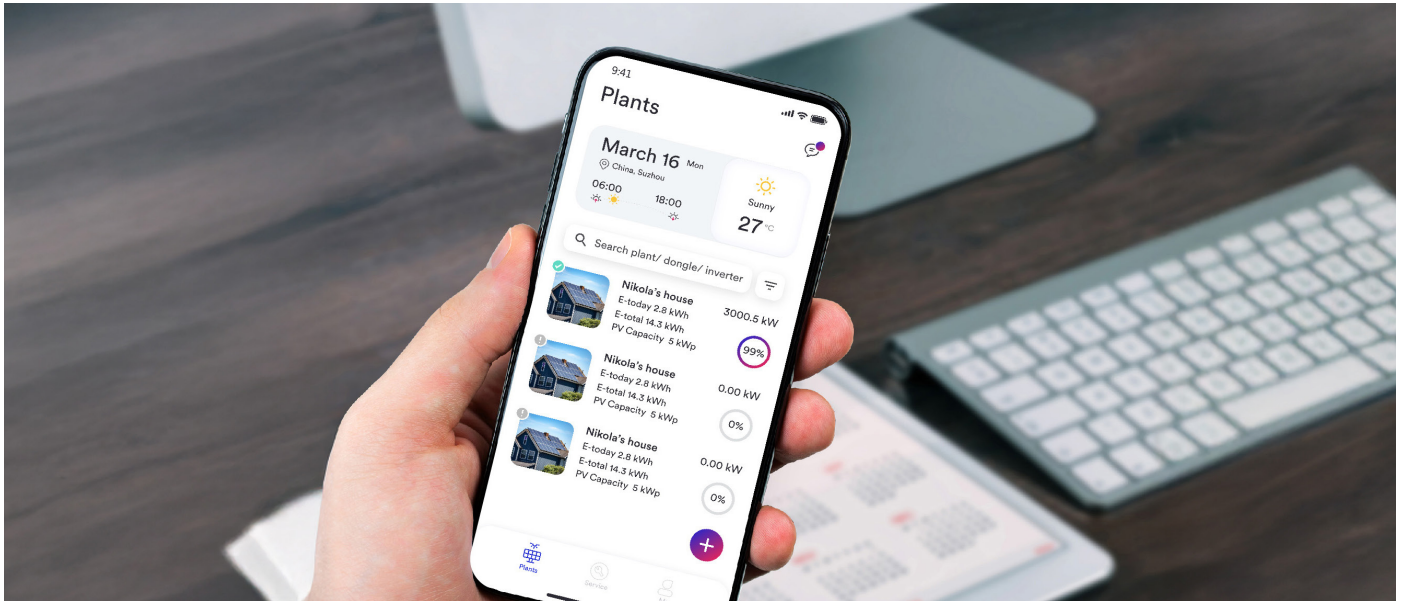 9:41
Plants
March 16 Mon
China, Suzhou
06:00
18:00
Sunny
27 °C
Search plant/ dongle/ inverter
Nikola's house
E-today 2.8 kWh
E-total 14.3 kWh
PV Capacity 5 kWp
3000.5 kW
99%
Nikola's house
E-today 2.8 kWh
E-total 14.3 kWh
PV Capacity 5 kWp
0.00 kW
0%
Nikola's house
E-today 2.8 kWh
E-total 14.3 kWh
PV Capacity 5 kWp
0.00 kW
0%
+
Plants
Service